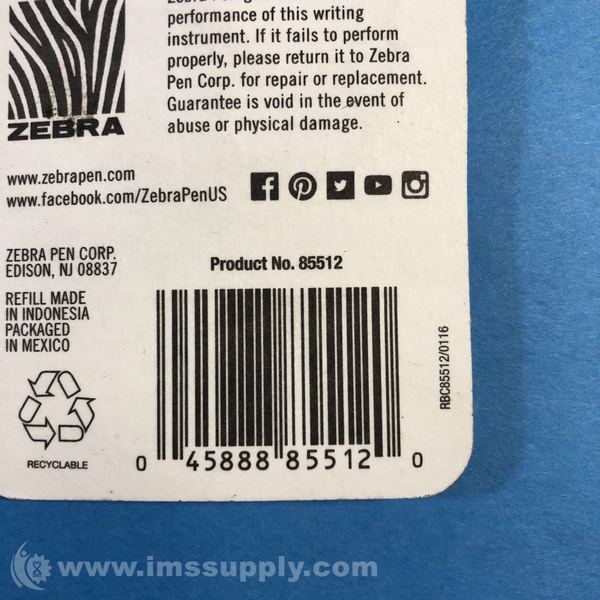 performance of this writing
instrument. If it fails to perform
properly, please return it to Zebra
Pen Corp. for repair or replacement.
Guarantee is void in the event of
abuse or physical damage.
ZEBRA
www.zebrapen.com
www.facebook.com/ZebraPenUS
ZEBRA PEN CORP.
EDISON, NJ 08837
REFILL MADE
IN INDONESIA
PACKAGED
IN MEXICO
RECYCLABLE
Product No. 85512
0 45888 85512 0
RBC85512/0116
www.imssupply.com